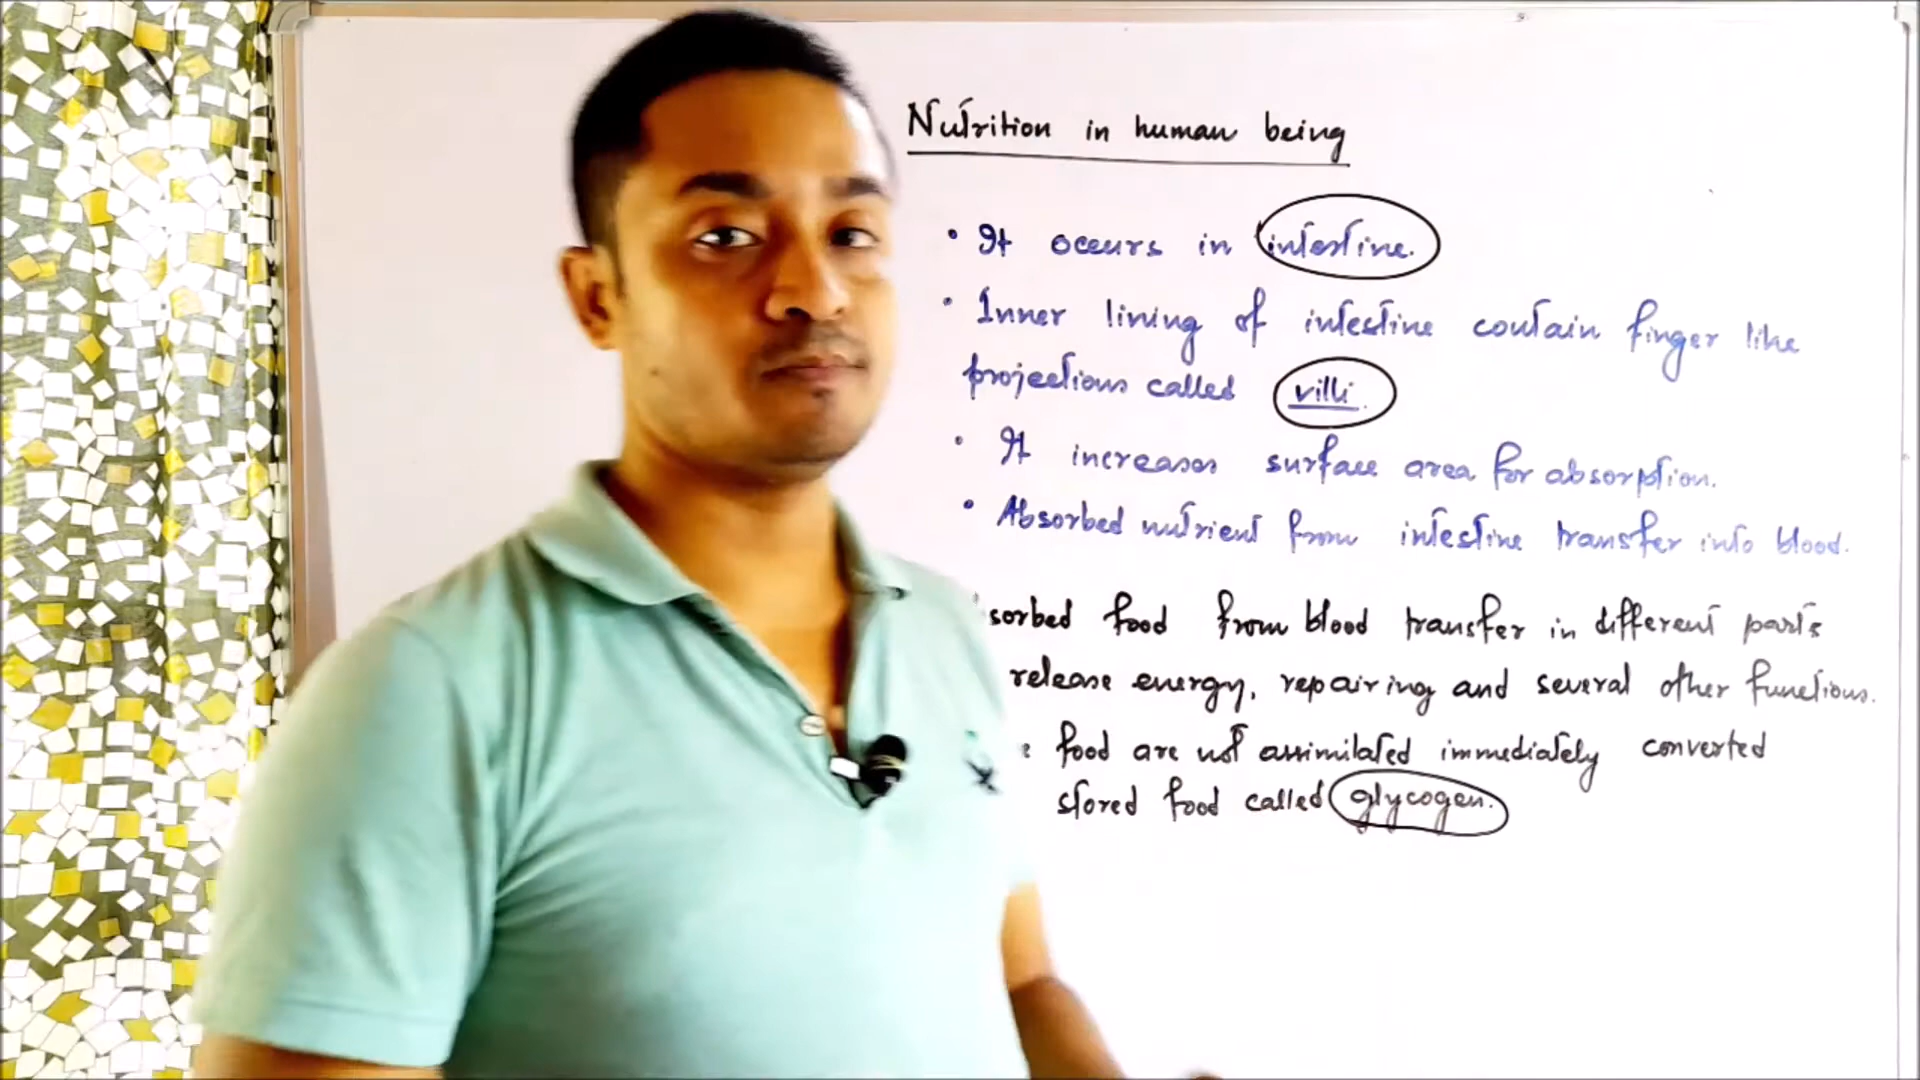 Nutrition in human being
• It occurs in intestine.
• Inner lining of intestine contain finger like
projections called villi.
• It increases surface area for absorption.
• Absorbed nutrient from intestine transfer into blood.
sorbed food from blood transfer in different parts
release energy, repairing and several other functions.
e food are not assimilated immediately converted
stored food called glycogen.